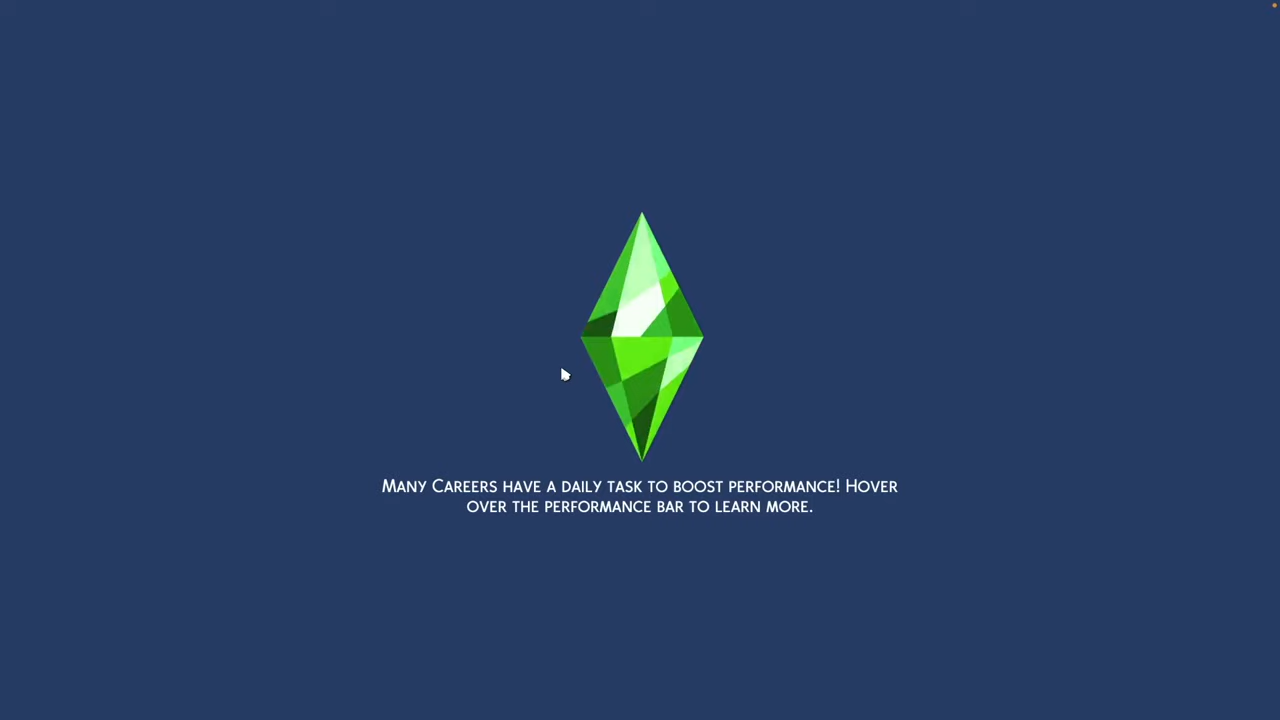 Many Careers have a daily task to boost performance! Hover
over the performance bar to learn more.